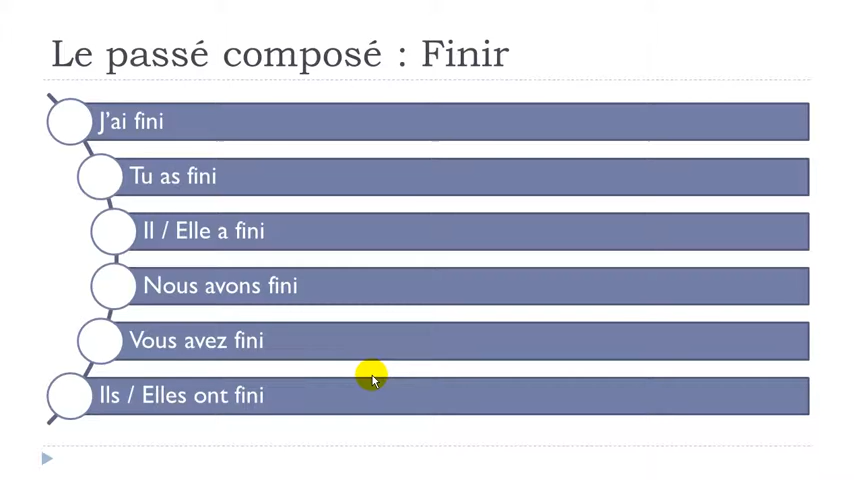 Le passé composé : Finir
J'ai fini
Tu as fini
Il / Elle a fini
Nous avons fini
Vous avez fini
Ils / Elles ont fini